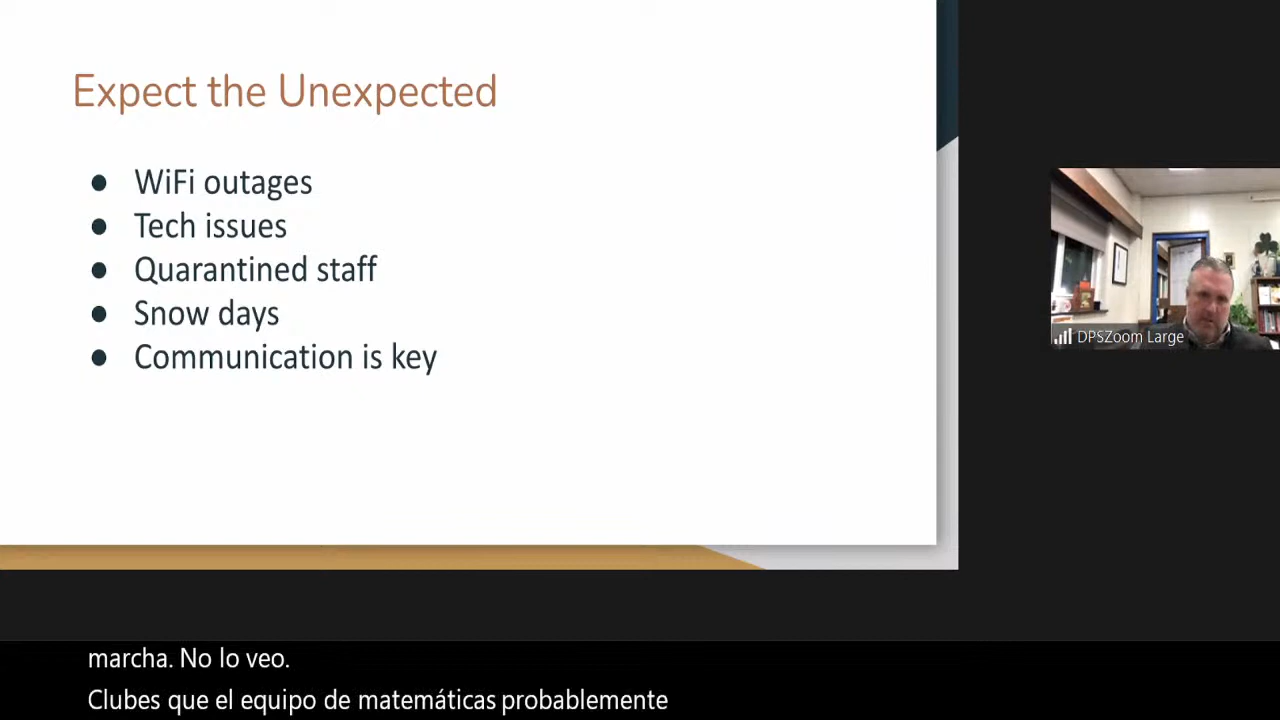 Expect the Unexpected
● WiFi outages
● Tech issues
● Quarantined staff
● Snow days
● Communication is key
DPSZoom Large
marcha. No lo veo.
Clubes que el equipo de matemáticas probablemente